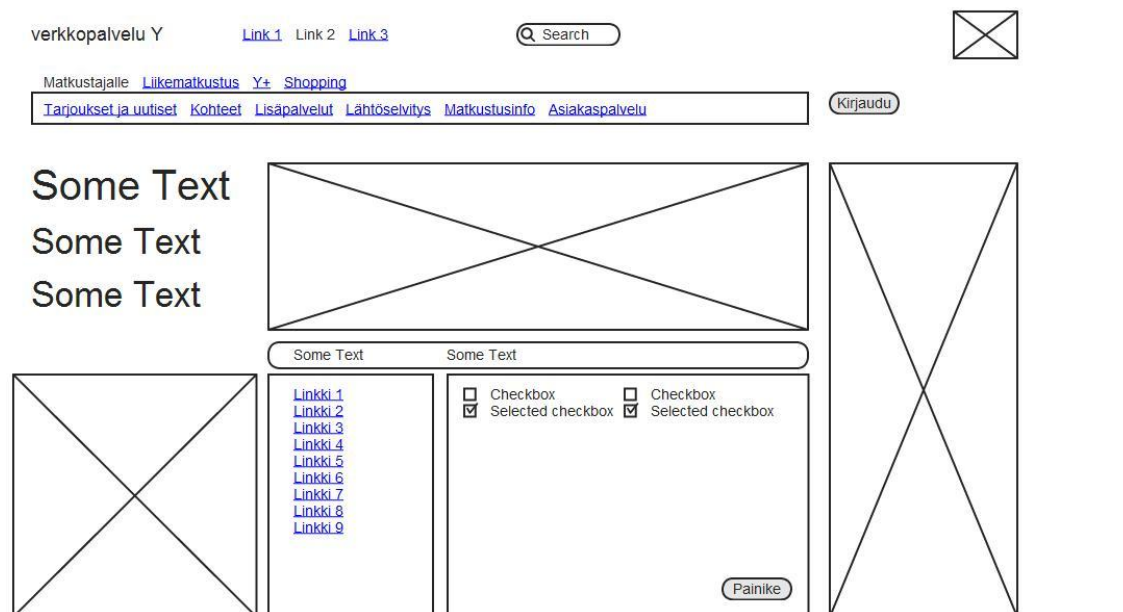 verkkopalvelu Y Link 1 Link 2 Link 3 Search
Matkustajalle Liikematkustus Y+ Shopping
Tarjoukset ja uutiset Kohteet Lisäpalvelut Lähtöselvitys Matkustusinfo Asiakaspalvelu
Kirjaudu
Some Text
Some Text
Some Text
Some Text Some Text
Linkki 1
Linkki 2
Linkki 3
Linkki 4
Linkki 5
Linkki 6
Linkki 7
Linkki 8
Linkki 9
Checkbox Checkbox
Selected checkbox Selected checkbox
Painike